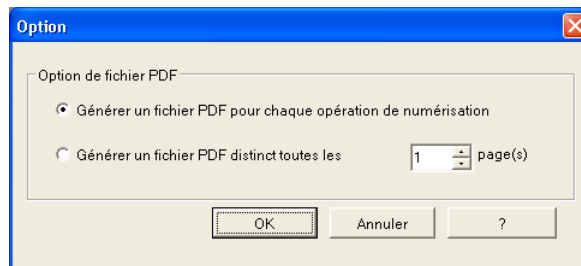 Option
Option de fichier PDF
Générer un fichier PDF pour chaque opération de numérisation
Générer un fichier PDF distinct toutes les 1 page(s)
OK Annuler ?